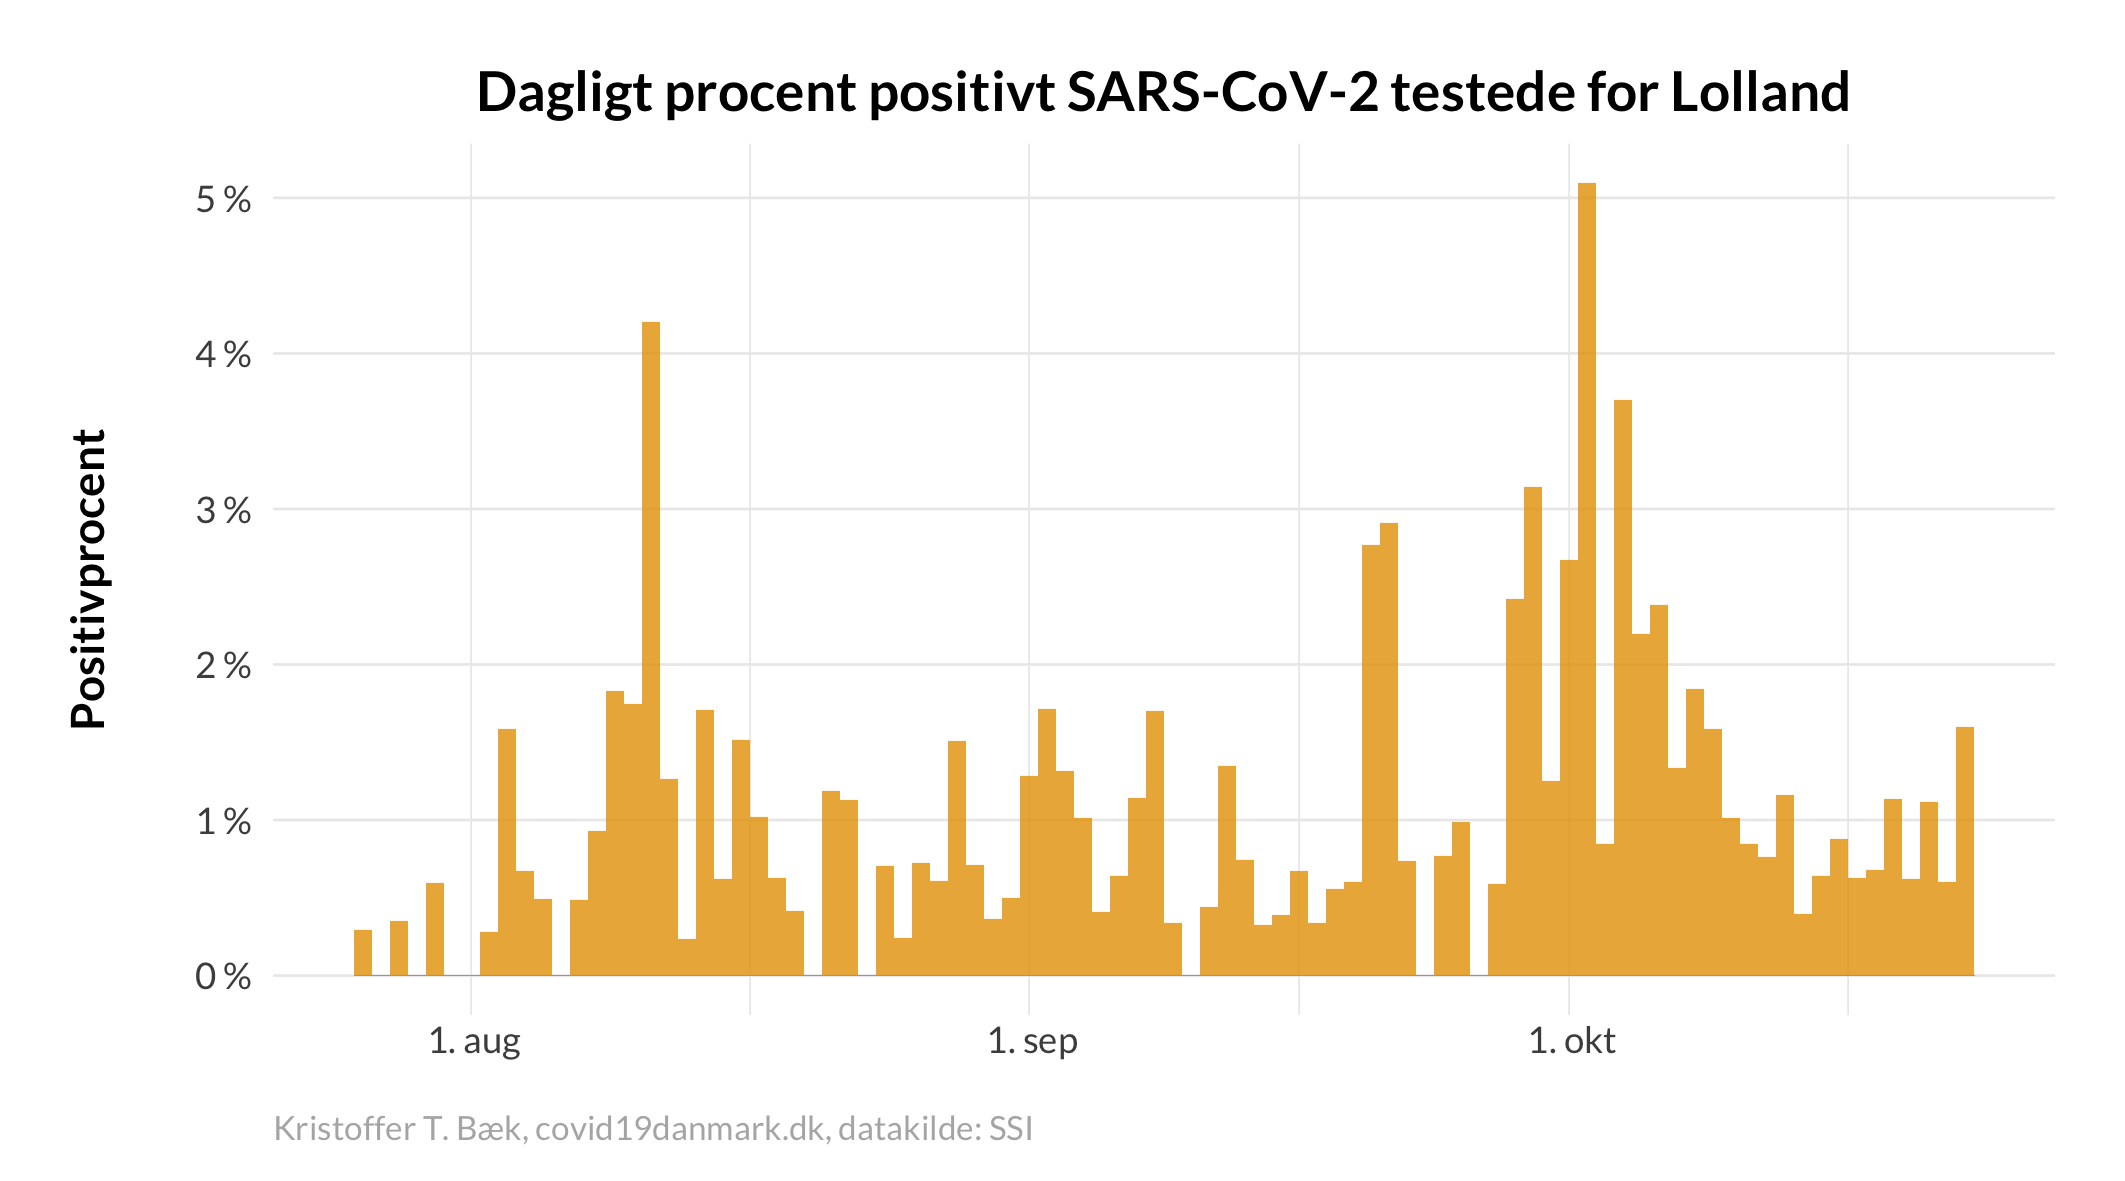 Dagligt procent positivt SARS-CoV-2 testede for Lolland
Positivprocent
5 %
4 %
3 %
2 %
1 %
0 %
1. aug
1. sep
1. okt
Kristoffer T. Bæk, covid19danmark.dk, datakilde: SSI